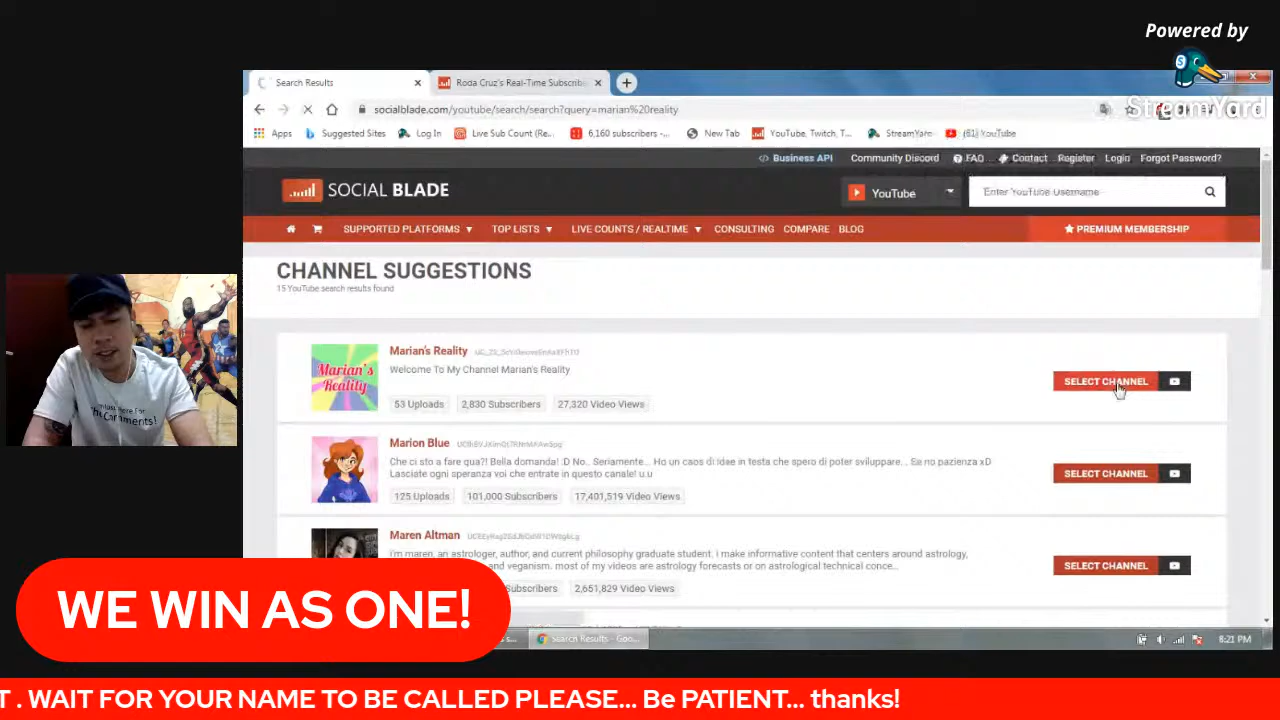 Powered by
StreamYard
Search Results
Roda Cruz's Real-Time Subscrib
socialblade.com/youtube/search/search?query=marian%20reality
Apps
Suggested Sites
Log In
Live Sub Count (Re...
6,160 subscribers -...
New Tab
YouTube, Twitch, T...
StreamYard
(61) YouTube
Business API
Community Discord
FAQ
Contact
Register
Login
Forgot Password?
SOCIAL BLADE
YouTube
Enter YouTube Username
SUPPORTED PLATFORMS
TOP LISTS
LIVE COUNTS / REALTIME
CONSULTING
COMPARE
BLOG
PREMIUM MEMBERSHIP
CHANNEL SUGGESTIONS
15 YouTube search results found
Marian's Reality
Marian's Reality
Welcome To My Channel Marian's Reality
53 Uploads
2,830 Subscribers
27,320 Video Views
SELECT CHANNEL
Marion Blue
Che ci sto a fare qua?! Bella domanda! :D No.. Seriamente... Ho un caos di idee in testa che spero di poter sviluppare... Ee no pazienza xD
Lasciate ogni speranza voi che entrate in questo canale! u.u
125 Uploads
101,000 Subscribers
17,401,519 Video Views
SELECT CHANNEL
Maren Altman
i'm maren, an astrologer, author, and current philosophy graduate student. i make informative content that centers around astrology,
and veganism. most of my videos are astrology forecasts or on astrological technical conce...
Subscribers
2,651,829 Video Views
SELECT CHANNEL
The Comments!
WE WIN AS ONE!
Search Results - Goo...
8:21 PM
T . WAIT FOR YOUR NAME TO BE CALLED PLEASE... Be PATIENT... thanks!